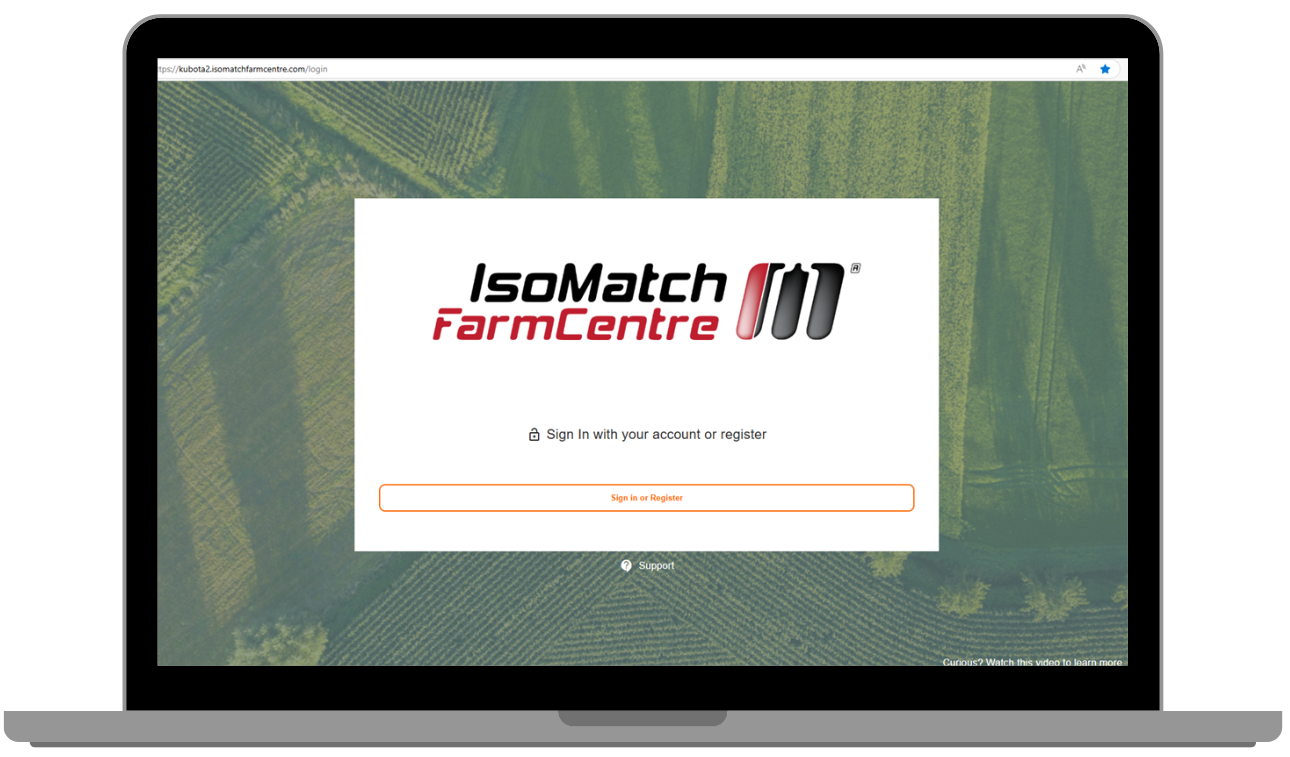 tps://kubota2.isomatchfarmcentre.com/login
IsoMatch
FarmCentre
R
Sign In with your account or register
Sign in or Register
Support
Curious? Watch this video to learn more